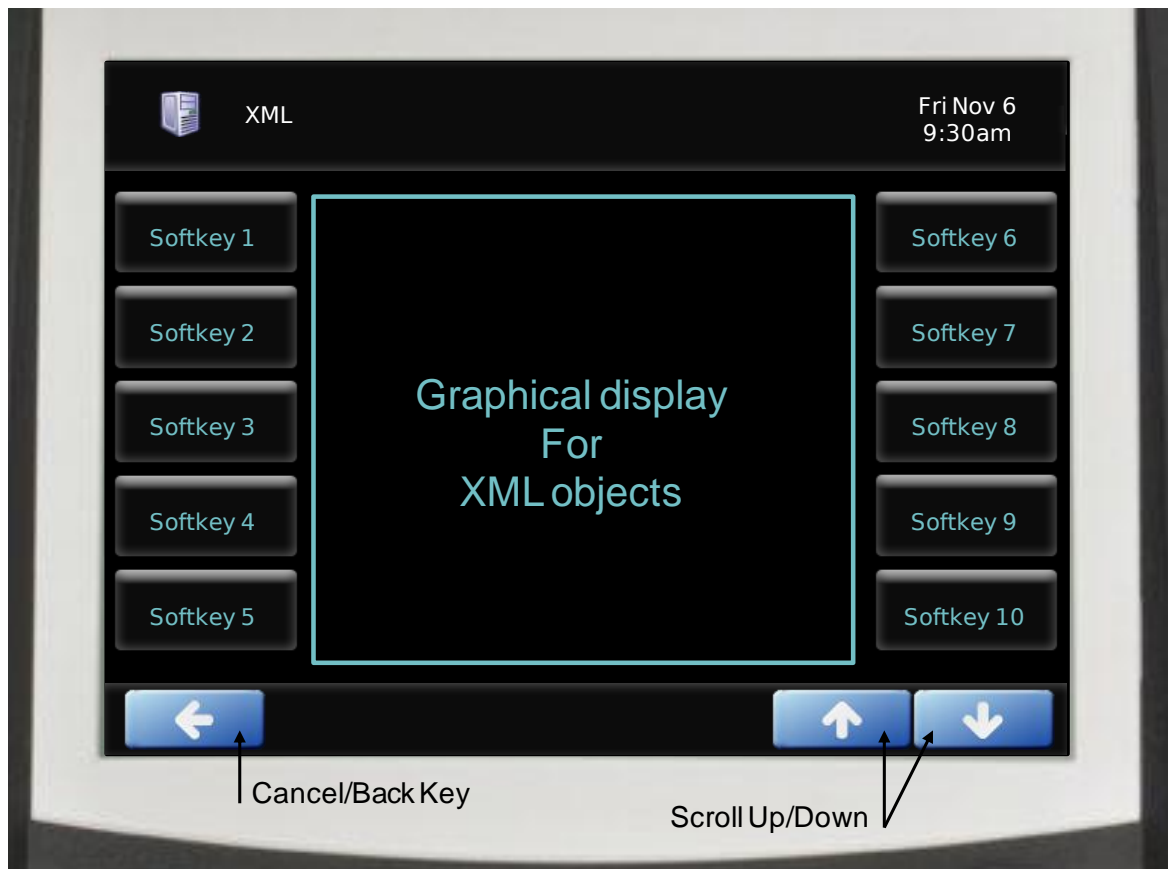 XML
Fri Nov 6
9:30am
Softkey 1
Softkey 2
Softkey 3
Softkey 4
Softkey 5
Graphical display
For
XML objects
Softkey 6
Softkey 7
Softkey 8
Softkey 9
Softkey 10
Cancel/Back Key
Scroll Up/Down